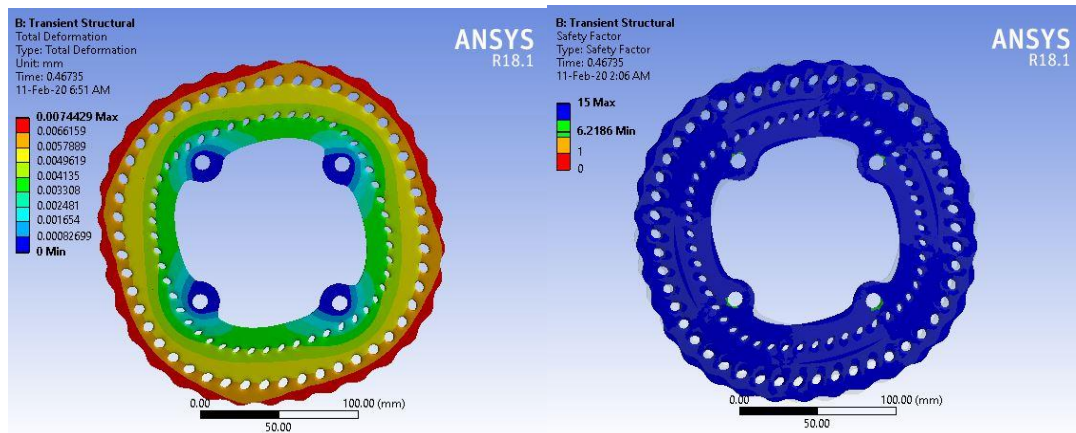 B: Transient Structural
Total Deformation
Type: Total Deformation
Unit: mm
Time: 0.46735
11-Feb-20 6:51 AM
ANSYS
R18.1
0.0074429 Max
0.0066159
0.0057889
0.0049619
0.004135
0.003308
0.002481
0.001654
0.00082699
0 Min
0.00
100.00 (mm)
50.00
B: Transient Structural
Safety Factor
Type: Safety Factor
Time: 0.46735
11-Feb-20 2:06 AM
ANSYS
R18.1
15 Max
6.2186 Min
1
0
0.00
100.00 (mm)
50.00